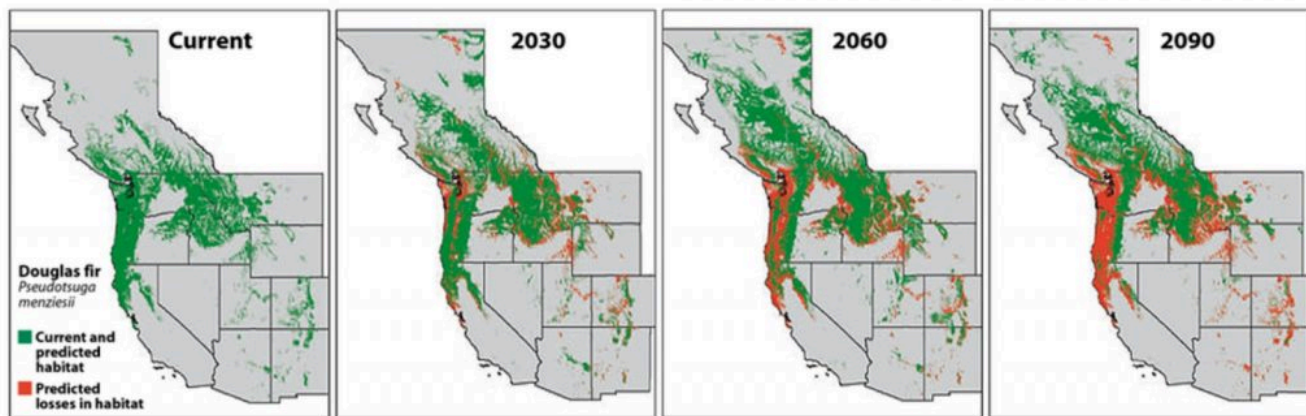 Current
2030
2060
2090
Douglas fir
Pseudotsuga
menziesii
Current and
predicted
habitat
Predicted
losses in habitat